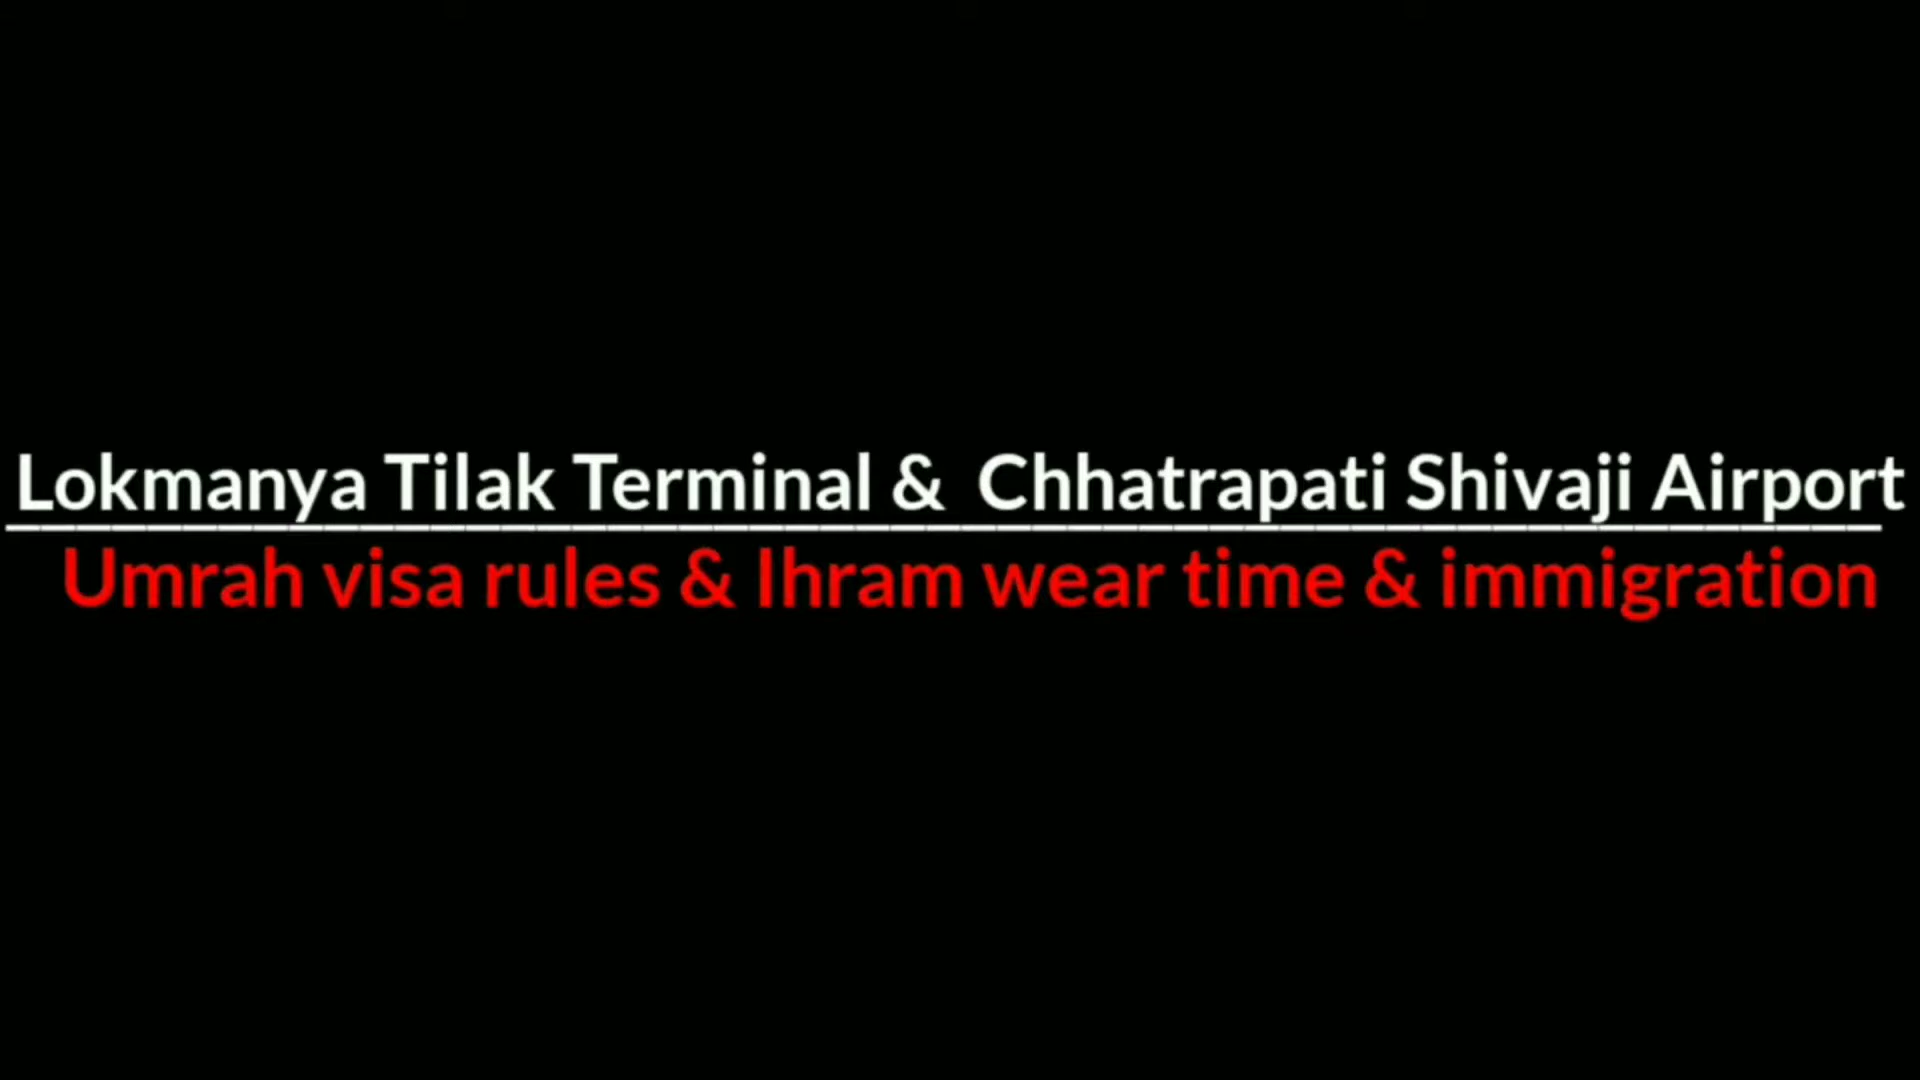 Lokmanya Tilak Terminal & Chhatrapati Shivaji Airport
Umrah visa rules & Ihram wear time & immigration